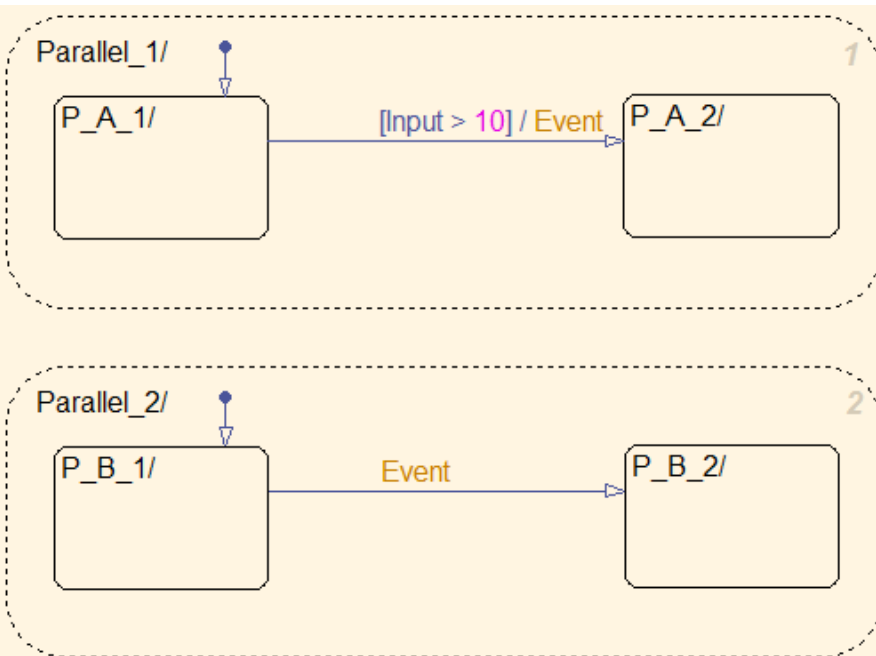 Parallel_1/
1
P_A_1/
[Input > 10] / Event
P_A_2/
Parallel_2/
2
P_B_1/
Event
P_B_2/